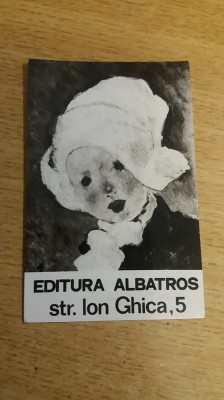 EDITURA ALBATROS
str. Ion Ghica, 5